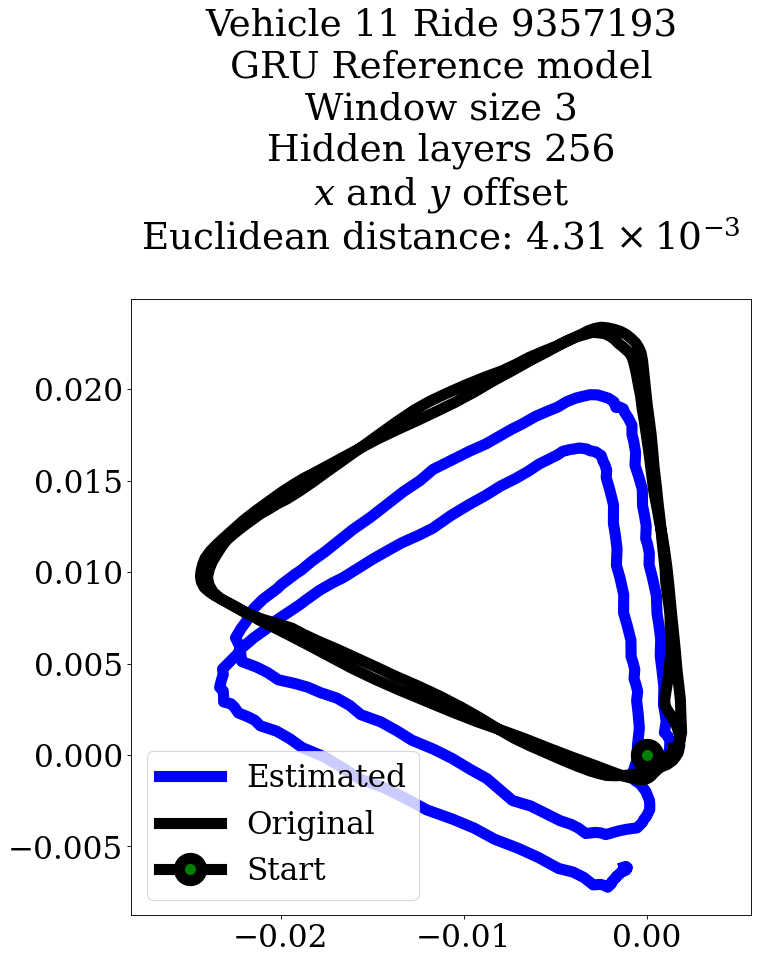 Vehicle 11 Ride 9357193
GRU Reference model
Window size 3
Hidden layers 256
x and y offset
Euclidean distance: 4.31 × 10⁻³
0.020
0.015
0.010
0.005
0.000
−0.005
Estimated
Original
Start
−0.02 −0.01 0.00